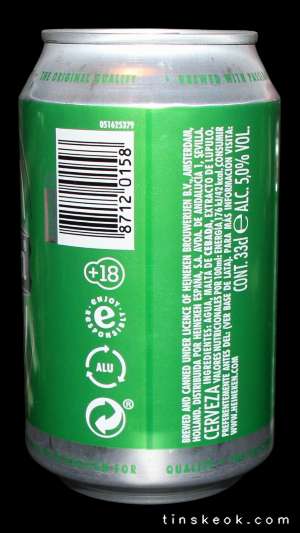 THE ORIGINAL QUALITY
BREWED WITH PASSI
051625379
8712 0158
+18
ENJOY RESPONSIBLY
ALU
®
BREWED AND CANNED UNDER LICENCE OF HEINEKEN BROUWERIJEN B.V., AMSTERDAM,
HOLLAND. DISTRIBUIDA POR HEINEKEN ESPAÑA, S.A. AVDA. DE ANDALUCÍA 1, SEVILLA.
CERVEZA INGREDIENTES: AGUA, MALTA DE CEBADA, EXTRACTO DE LÚPULO.
VALORES NUTRICIONALES POR 100ml: ENERGÍA 176 kJ/42 kcal. CONSUMIR
PREFERENTEMENTE ANTES DEL: (VER BASE DE LATA). PARA MÁS INFORMACIÓN VISITA:
WWW.HEINEKEN.COM
CONT. 33cl e ALC. 5,0% VOL.
FOR
QUALITY
tinskeok.com